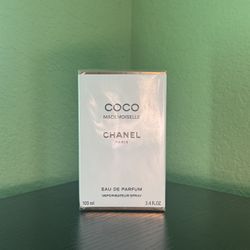 COCO
MADEMOISELLE
CHANEL
PARIS
EAU DE PARFUM
VAPORISATEUR SPRAY
100 ml 3.4 FL.OZ.